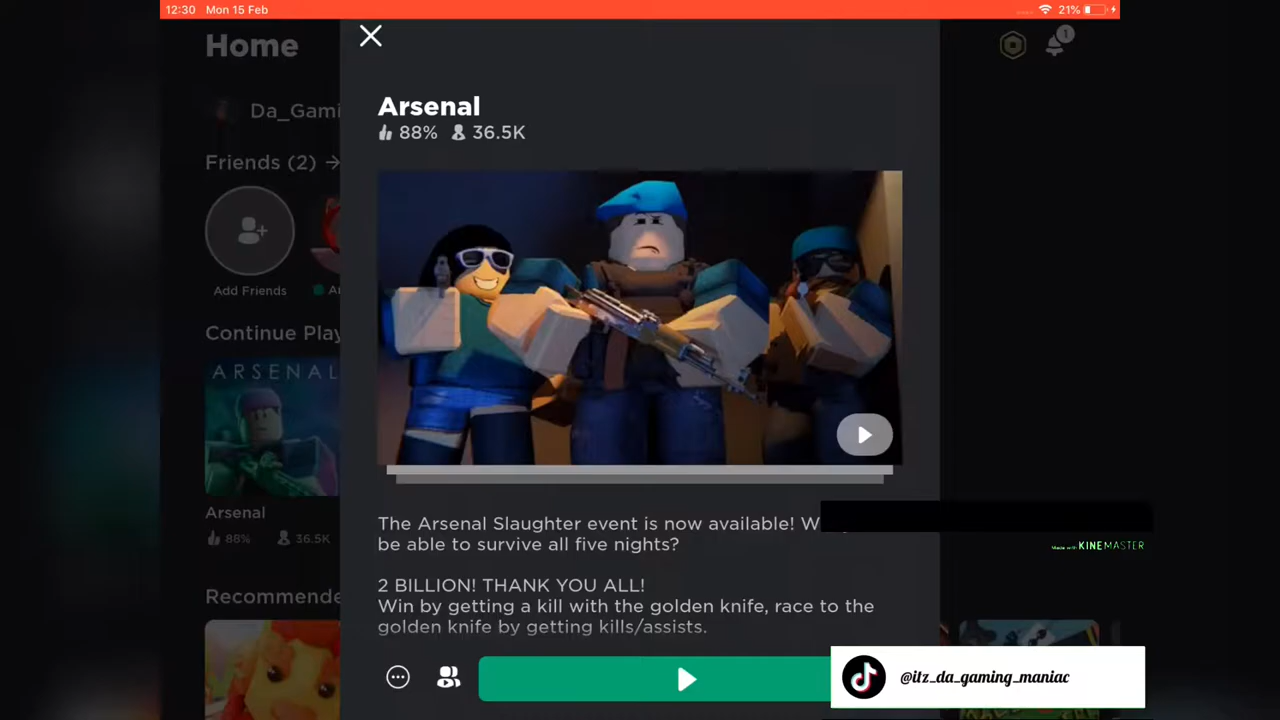 12:30 Mon 15 Feb
21%
Home
1
Da_Gami
Friends (2) →
Add Friends
Continue Play
ARSENAL
Arsenal
88% 36.5K
Recommende
Arsenal
88% 36.5K
The Arsenal Slaughter event is now available!
be able to survive all five nights?
2 BILLION! THANK YOU ALL!
Win by getting a kill with the golden knife, race to the
golden knife by getting kills/assists.
Made with KINEMASTER
@itz_da_gaming_maniac